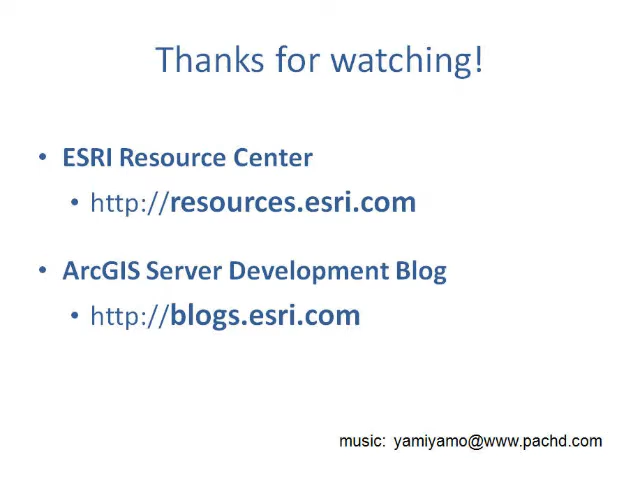 Thanks for watching!
• ESRI Resource Center
• http://resources.esri.com
• ArcGIS Server Development Blog
• http://blogs.esri.com
music: yamiyamo@www.pachd.com